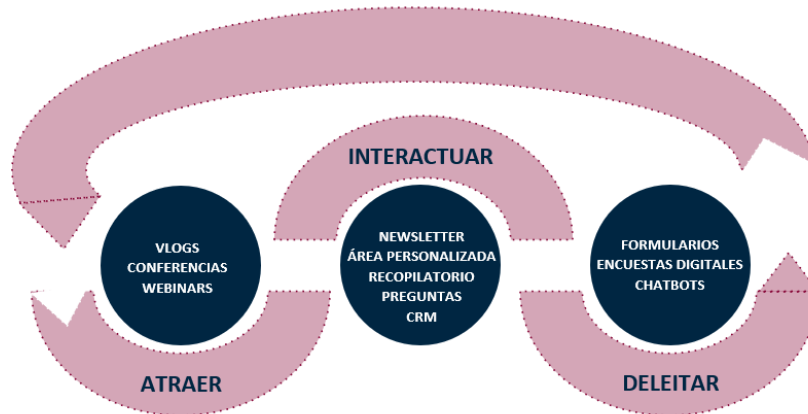 INTERACTUAR
VLOGS
CONFERENCIAS
WEBINARS
NEWSLETTER
ÁREA PERSONALIZADA
RECOPILATORIO
PREGUNTAS
CRM
FORMULARIOS
ENCUESTAS DIGITALES
CHATBOTS
ATRAER
DELEITAR